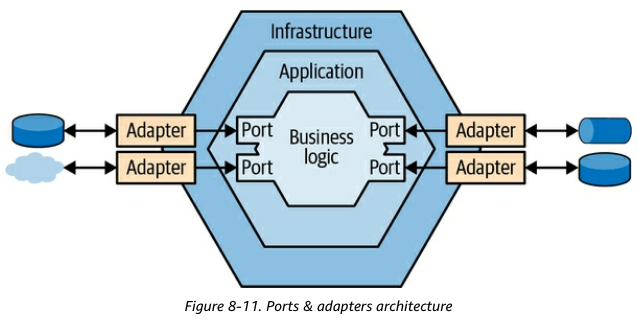 Infrastructure
Application
Adapter
Port
Port
Adapter
Business
logic
Adapter
Port
Port
Adapter
Figure 8-11. Ports & adapters architecture